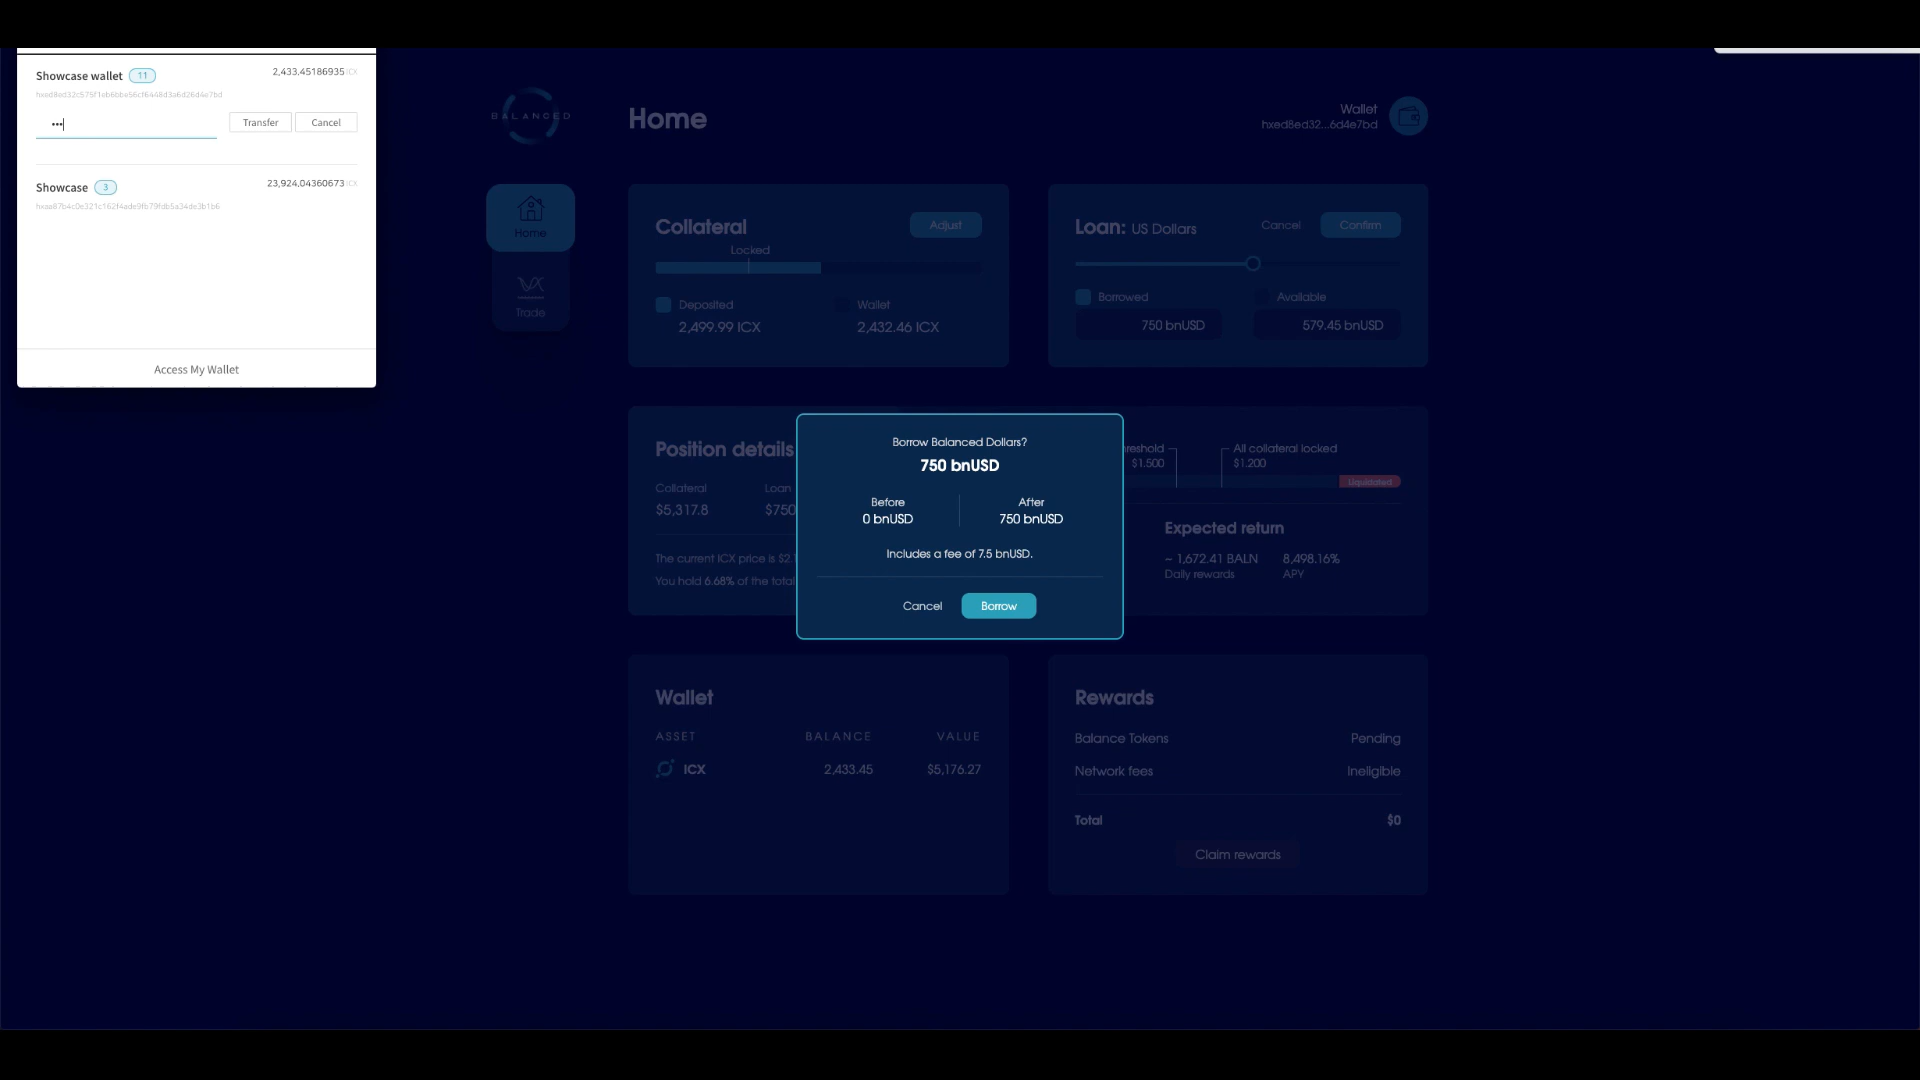 Showcase wallet 11
2,433.45186935 ICX
hxed8ed32c575f1eb6bbe56cf6448d3a6d26d4e7bd
•••
Transfer Cancel
Showcase 3
23,924.04360673 ICX
hxaa87b4c0e321c162f4ade9fb79fdb5a34de3b1b6
Access My Wallet
BALANCED
Home
Wallet
hxed8ed32...6d4e7bd
Home
Trade
Collateral
Adjust
Locked
Deposited
2,499.99 ICX
Wallet
2,432.46 ICX
Loan: US Dollars
Cancel Confirm
Borrowed
750 bnUSD
Available
579.45 bnUSD
Position details
Collateral
$5,317.8
Loan
$750
The current ICX price is $2.
You hold 6.68% of the total
Borrow Balanced Dollars?
750 bnUSD
Before
0 bnUSD
After
750 bnUSD
Includes a fee of 7.5 bnUSD.
Cancel Borrow
reshold
$1.500
All collateral locked
$1.200
Liquidated
Expected return
~ 1,672.41 BALN
Daily rewards
8,498.16%
APY
Wallet
ASSET BALANCE VALUE
ICX 2,433.45 $5,176.27
Rewards
Balance Tokens Pending
Network fees Ineligible
Total $0
Claim rewards